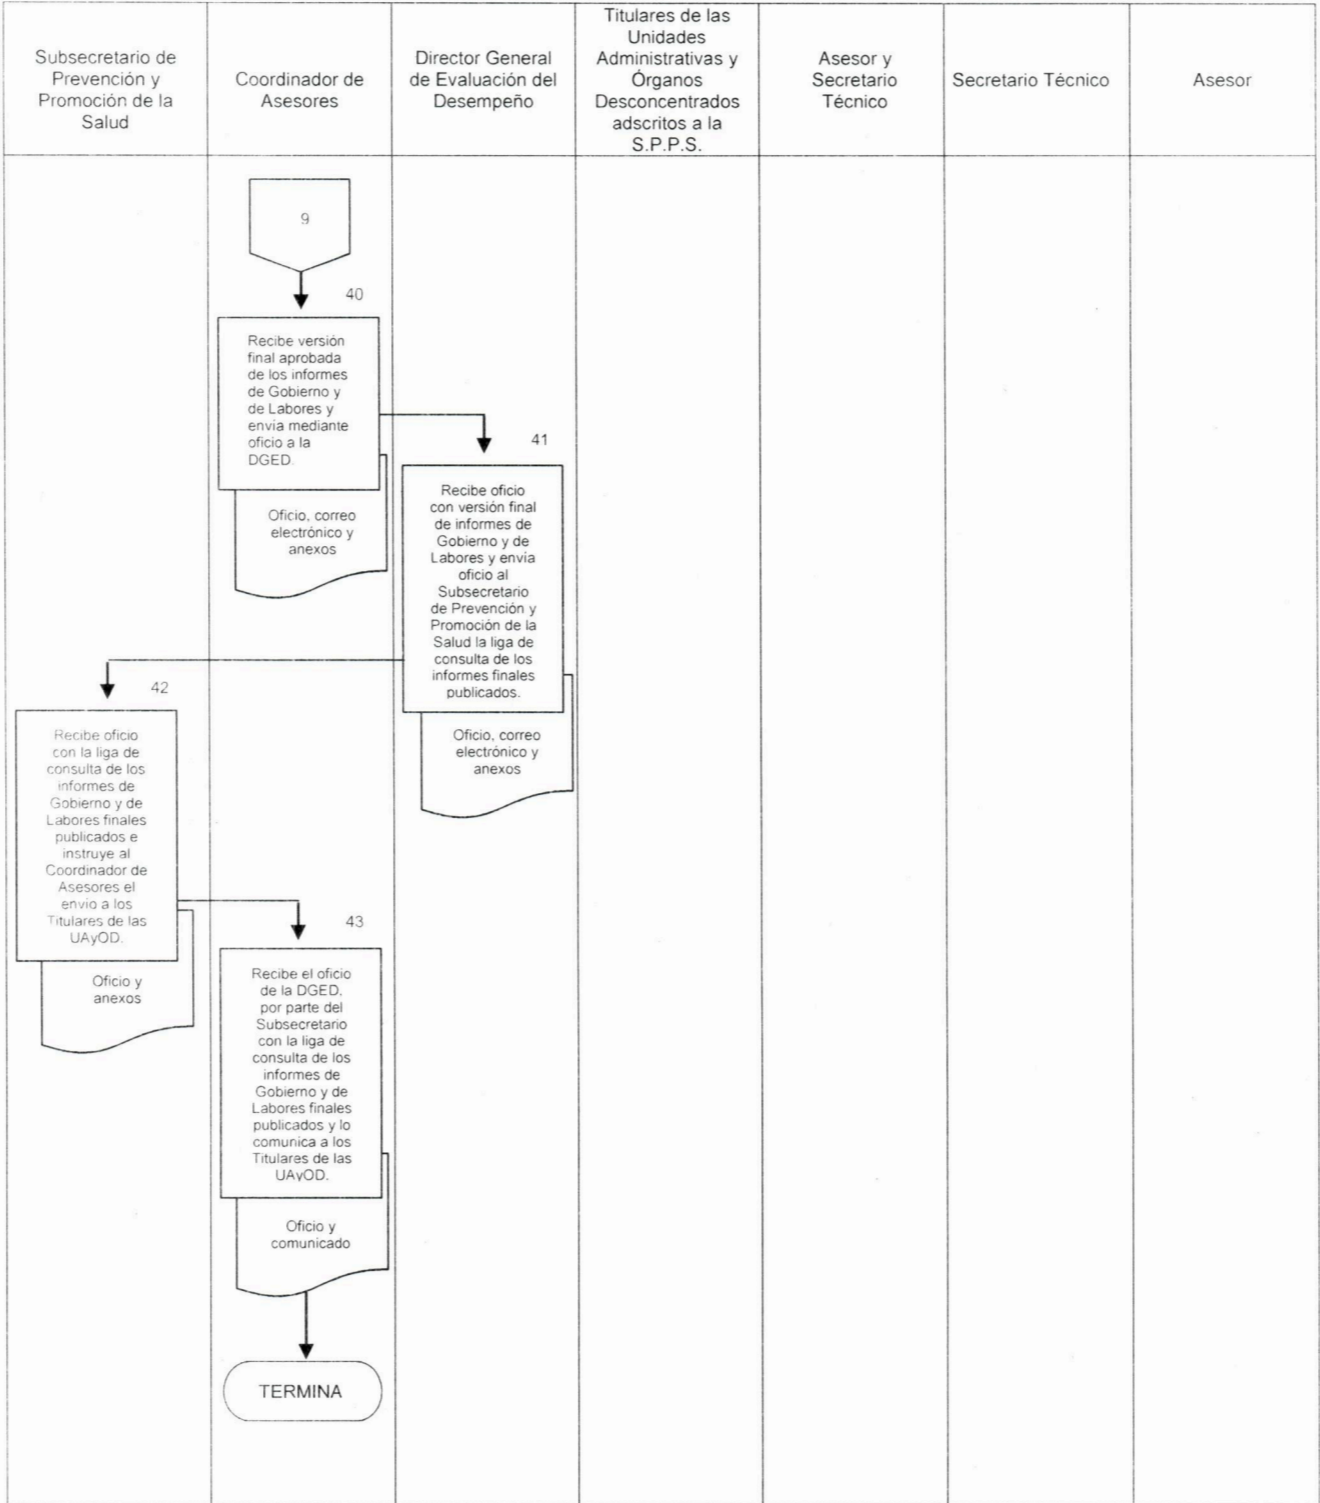 Subsecretario de
Prevención y
Promoción de la
Salud
Coordinador de
Asesores
Director General
de Evaluación del
Desempeño
Titulares de las
Unidades
Administrativas y
Órganos
Desconcentrados
adscritos a la
S.P.P.S.
Asesor y
Secretario
Técnico
Secretario Técnico
Asesor
9
40
Recibe versión
final aprobada
de los informes
de Gobierno y
de Labores y
envía mediante
oficio a la
DGED.
Oficio, correo
electrónico y
anexos
41
Recibe oficio
con versión final
de informes de
Gobierno y de
Labores y envía
oficio al
Subsecretario
de Prevención y
Promoción de la
Salud la liga de
consulta de los
informes finales
publicados.
Oficio, correo
electrónico y
anexos
42
Recibe oficio
con la liga de
consulta de los
informes de
Gobierno y de
Labores finales
publicados e
instruye al
Coordinador de
Asesores el
envío a los
Titulares de las
UAyOD.
Oficio y
anexos
43
Recibe el oficio
de la DGED,
por parte del
Subsecretario
con la liga de
consulta de los
informes de
Gobierno y de
Labores finales
publicados y lo
comunica a los
Titulares de las
UAyOD.
Oficio y
comunicado
TERMINA